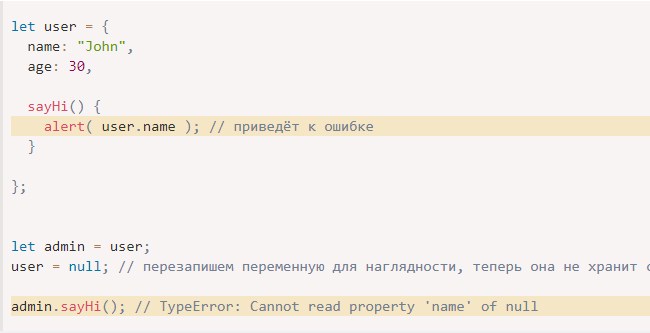 let user = {
  name: "John",
  age: 30,
  sayHi() {
    alert( user.name ); // приведёт к ошибке
  }
};
let admin = user;
user = null; // перезапишем переменную для наглядности, теперь она не хранит
admin.sayHi(); // TypeError: Cannot read property 'name' of null